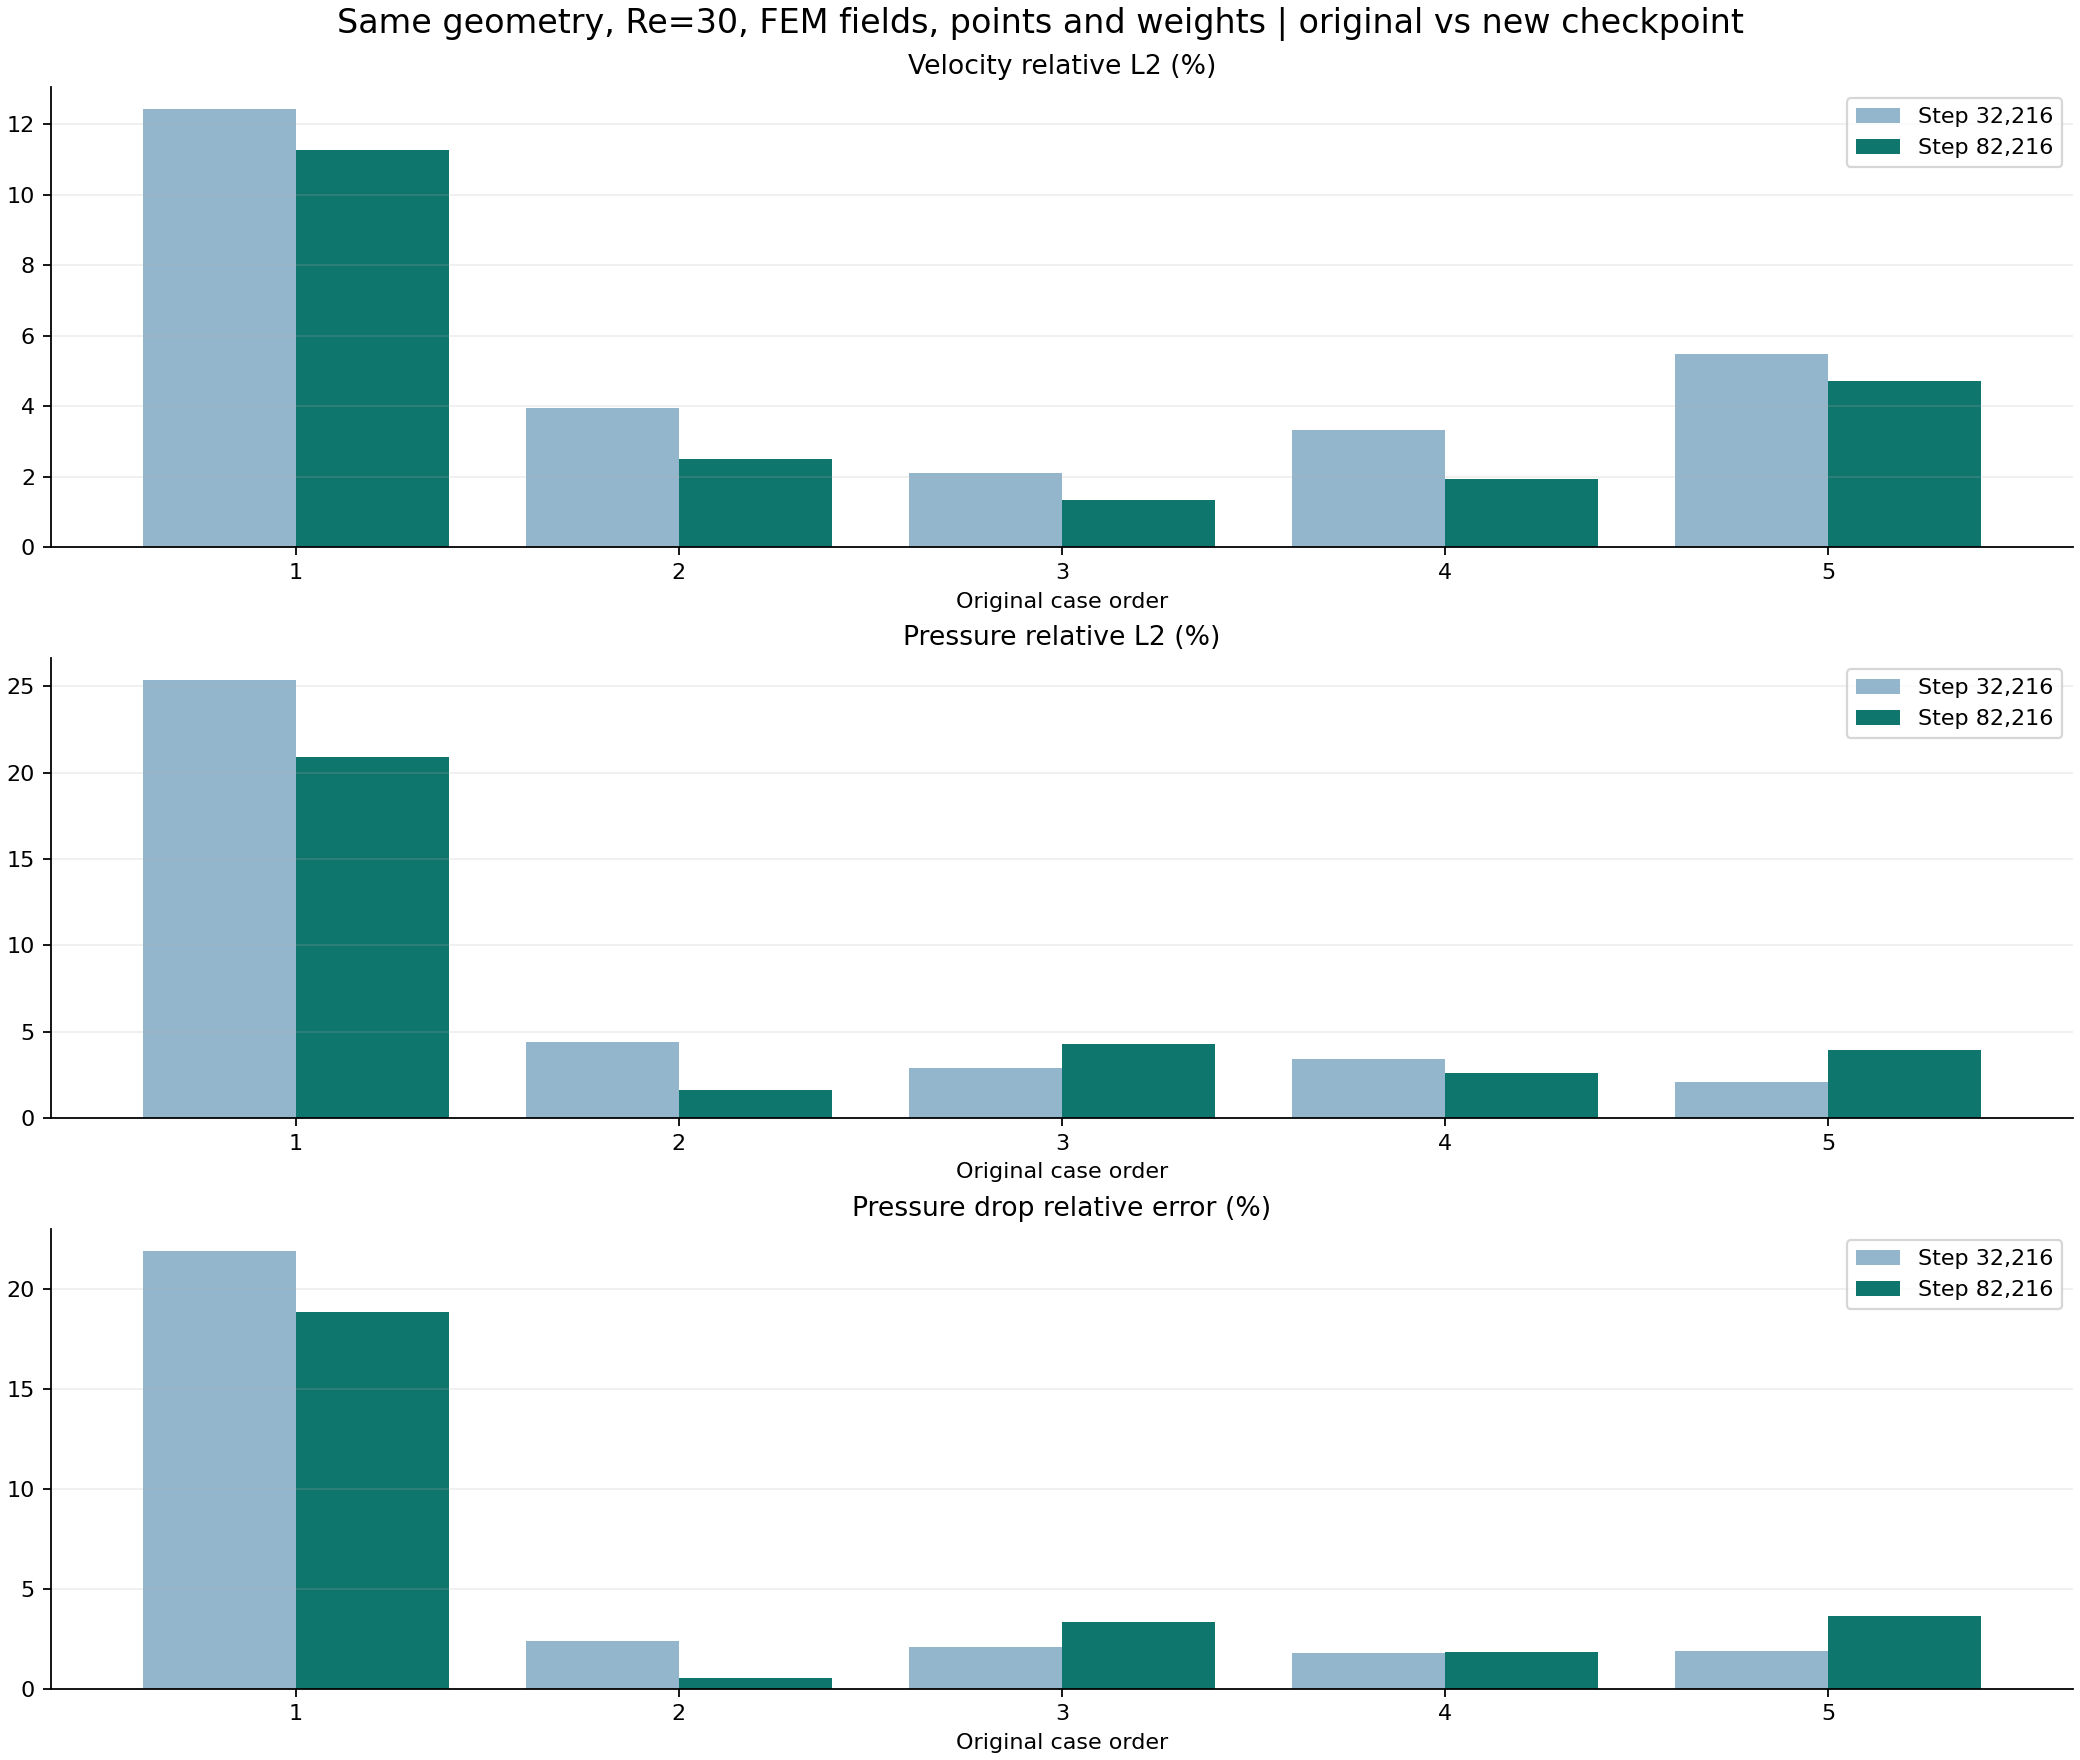 Same geometry, Re=30, FEM fields, points and weights | original vs new checkpoint
Velocity relative L2 (%)
Step 32,216
Step 82,216
12
10
8
6
4
2
0
1 2 3 4 5
Original case order
Pressure relative L2 (%)
Step 32,216
Step 82,216
25
20
15
10
5
0
1 2 3 4 5
Original case order
Pressure drop relative error (%)
Step 32,216
Step 82,216
20
15
10
5
0
1 2 3 4 5
Original case order